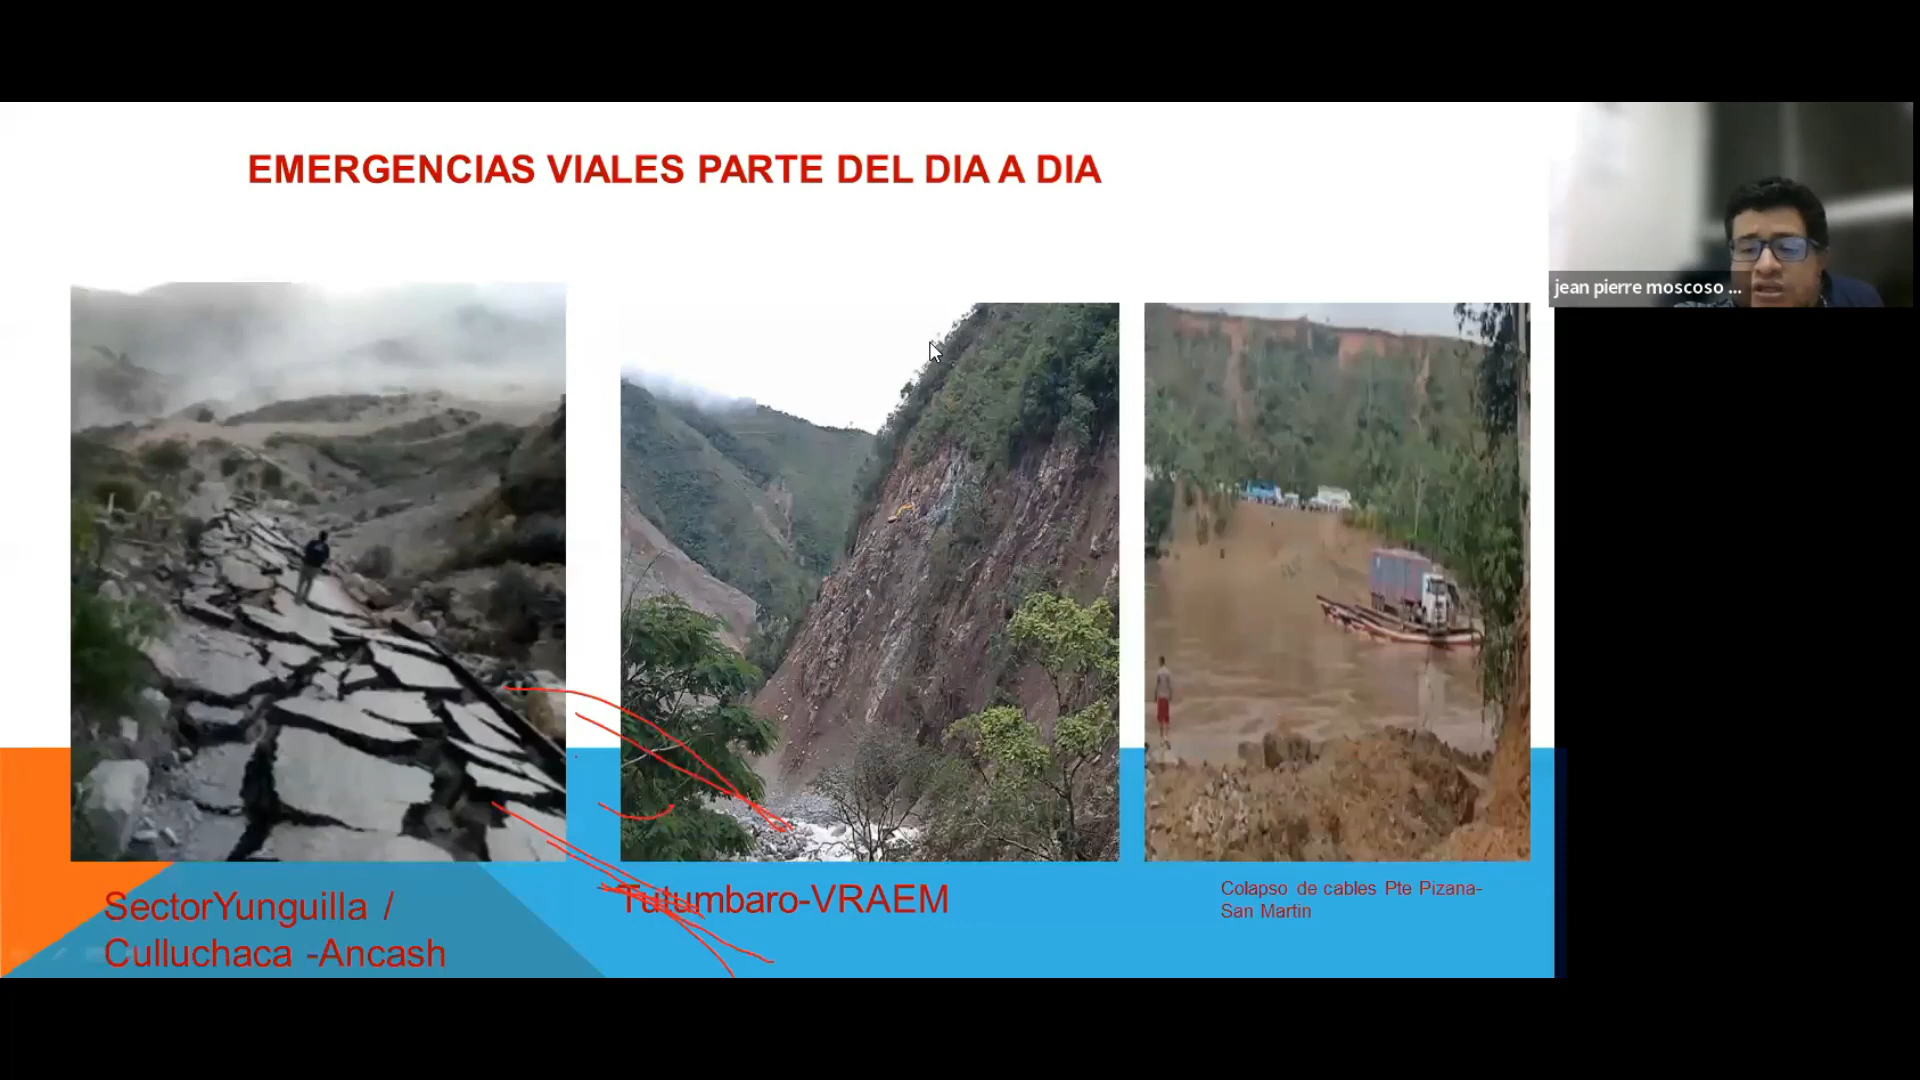 EMERGENCIAS VIALES PARTE DEL DIA A DIA
jean pierre moscoso ...
SectorYunguilla /
Culluchaca -Ancash
Tutumbaro-VRAEM
Colapso de cables Pte Pizana-
San Martin